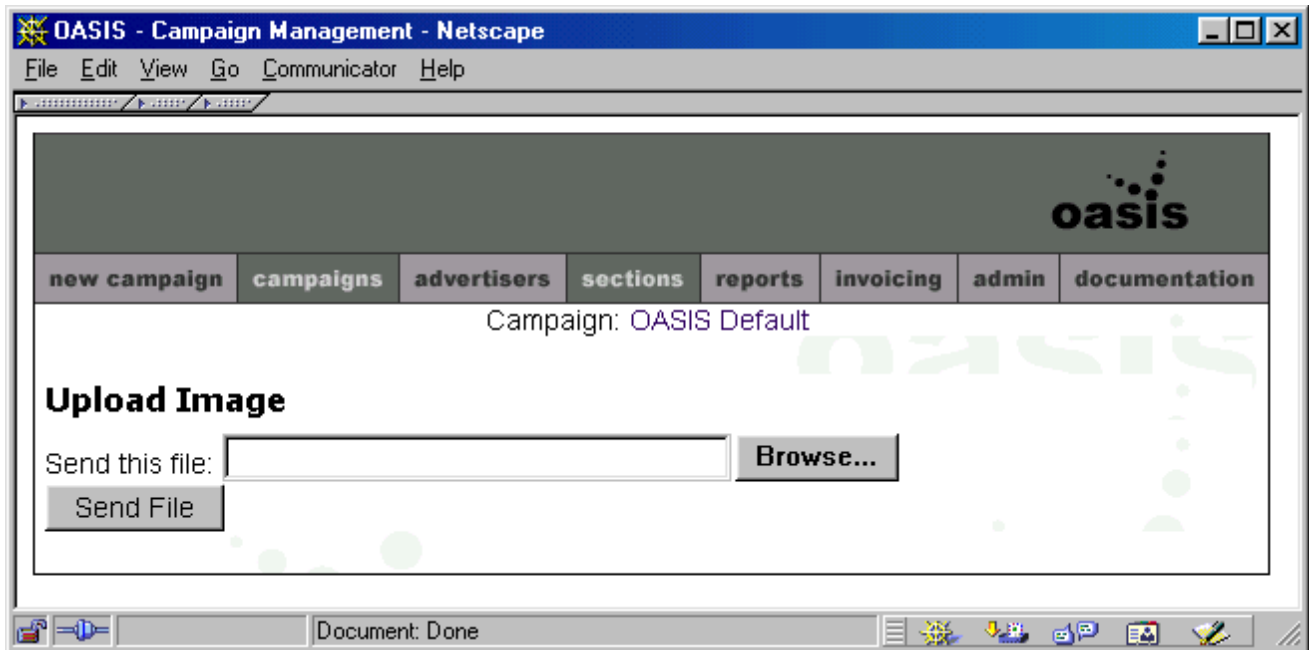 OASIS - Campaign Management - Netscape
File Edit View Go Communicator Help
oasis
new campaign campaigns advertisers sections reports invoicing admin documentation
Campaign: OASIS Default
oasis
Upload Image
Send this file: Browse...
Send File
Document: Done